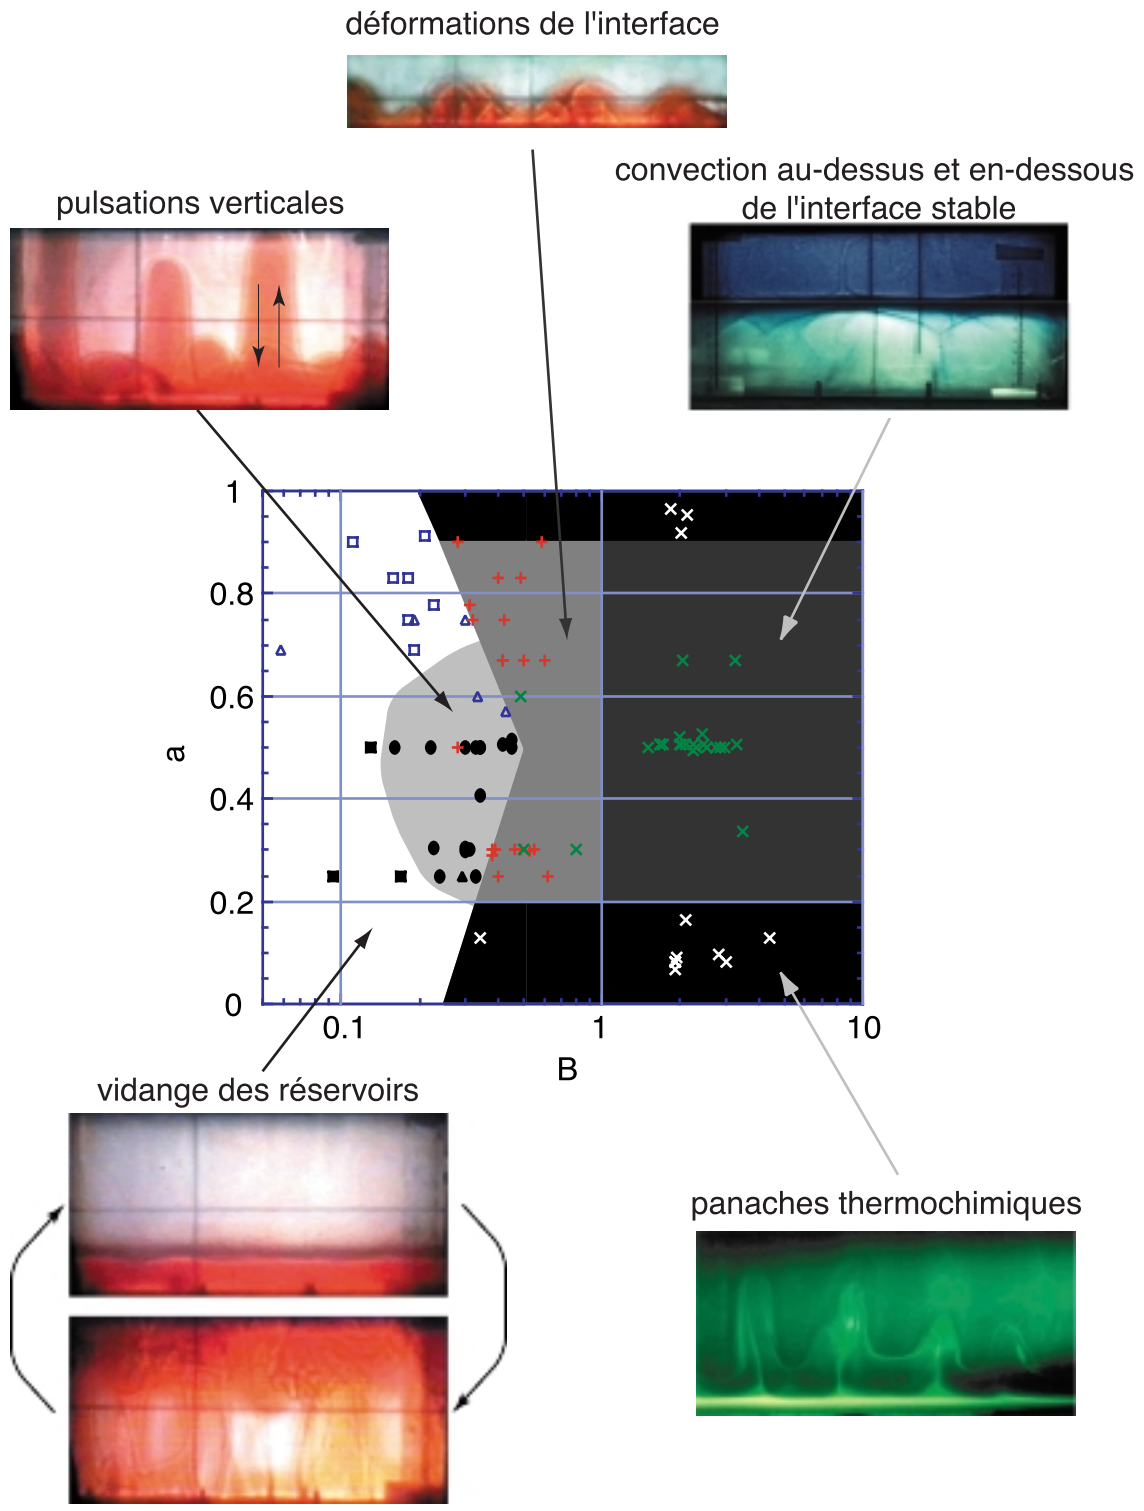 déformations de l'interface
convection au-dessus et en-dessous
de l'interface stable
pulsations verticales
1
0.8
0.6
0.4
0.2
0
a
0.1
1
10
B
vidange des réservoirs
panaches thermochimiques